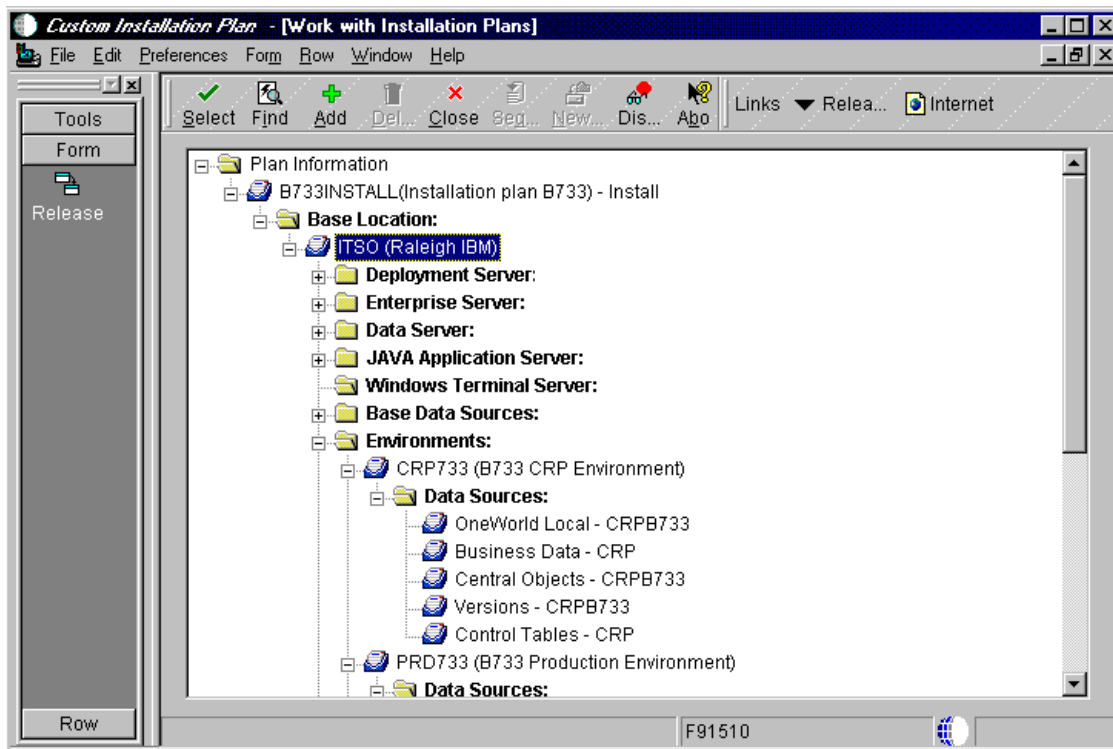 Custom Installation Plan - [Work with Installation Plans]
File Edit Preferences Form Row Window Help
Tools
Form
Release
Row
Select Find Add Del... Close Seq... New... Dis... Abo Links Relea... Internet
Plan Information
B733INSTALL(Installation plan B733) - Install
Base Location:
ITSO (Raleigh IBM)
Deployment Server:
Enterprise Server:
Data Server:
JAVA Application Server:
Windows Terminal Server:
Base Data Sources:
Environments:
CRP733 (B733 CRP Environment)
Data Sources:
OneWorld Local - CRPB733
Business Data - CRP
Central Objects - CRPB733
Versions - CRPB733
Control Tables - CRP
PRD733 (B733 Production Environment)
Data Sources:
F91510